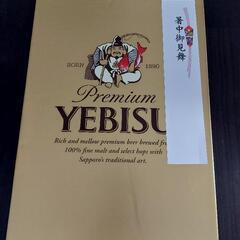 BORN 1890
Premium
YEBISU
Rich and mellow premium beer brewed fr
100% fine malt and select hops with
Sapporo's traditional art.
暑中御見舞